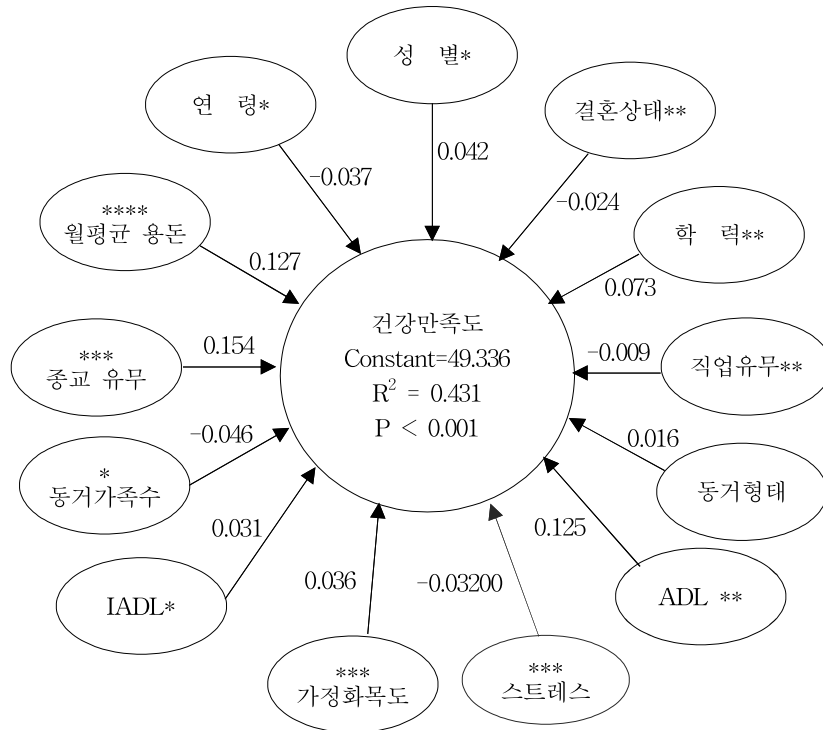 성 별*
연 령*
결혼상태**
0.042
-0.037
-0.024
****
월평균 용돈
학 력**
0.127
0.073
건강만족도
Constant=49.336
R² = 0.431
P < 0.001
***
종교 유무
0.154
-0.009
직업유무**
-0.046
0.016
*
동거가족수
동거형태
0.031
0.125
IADL*
0.036
-0.03200
ADL **
***
가정화목도
***
스트레스